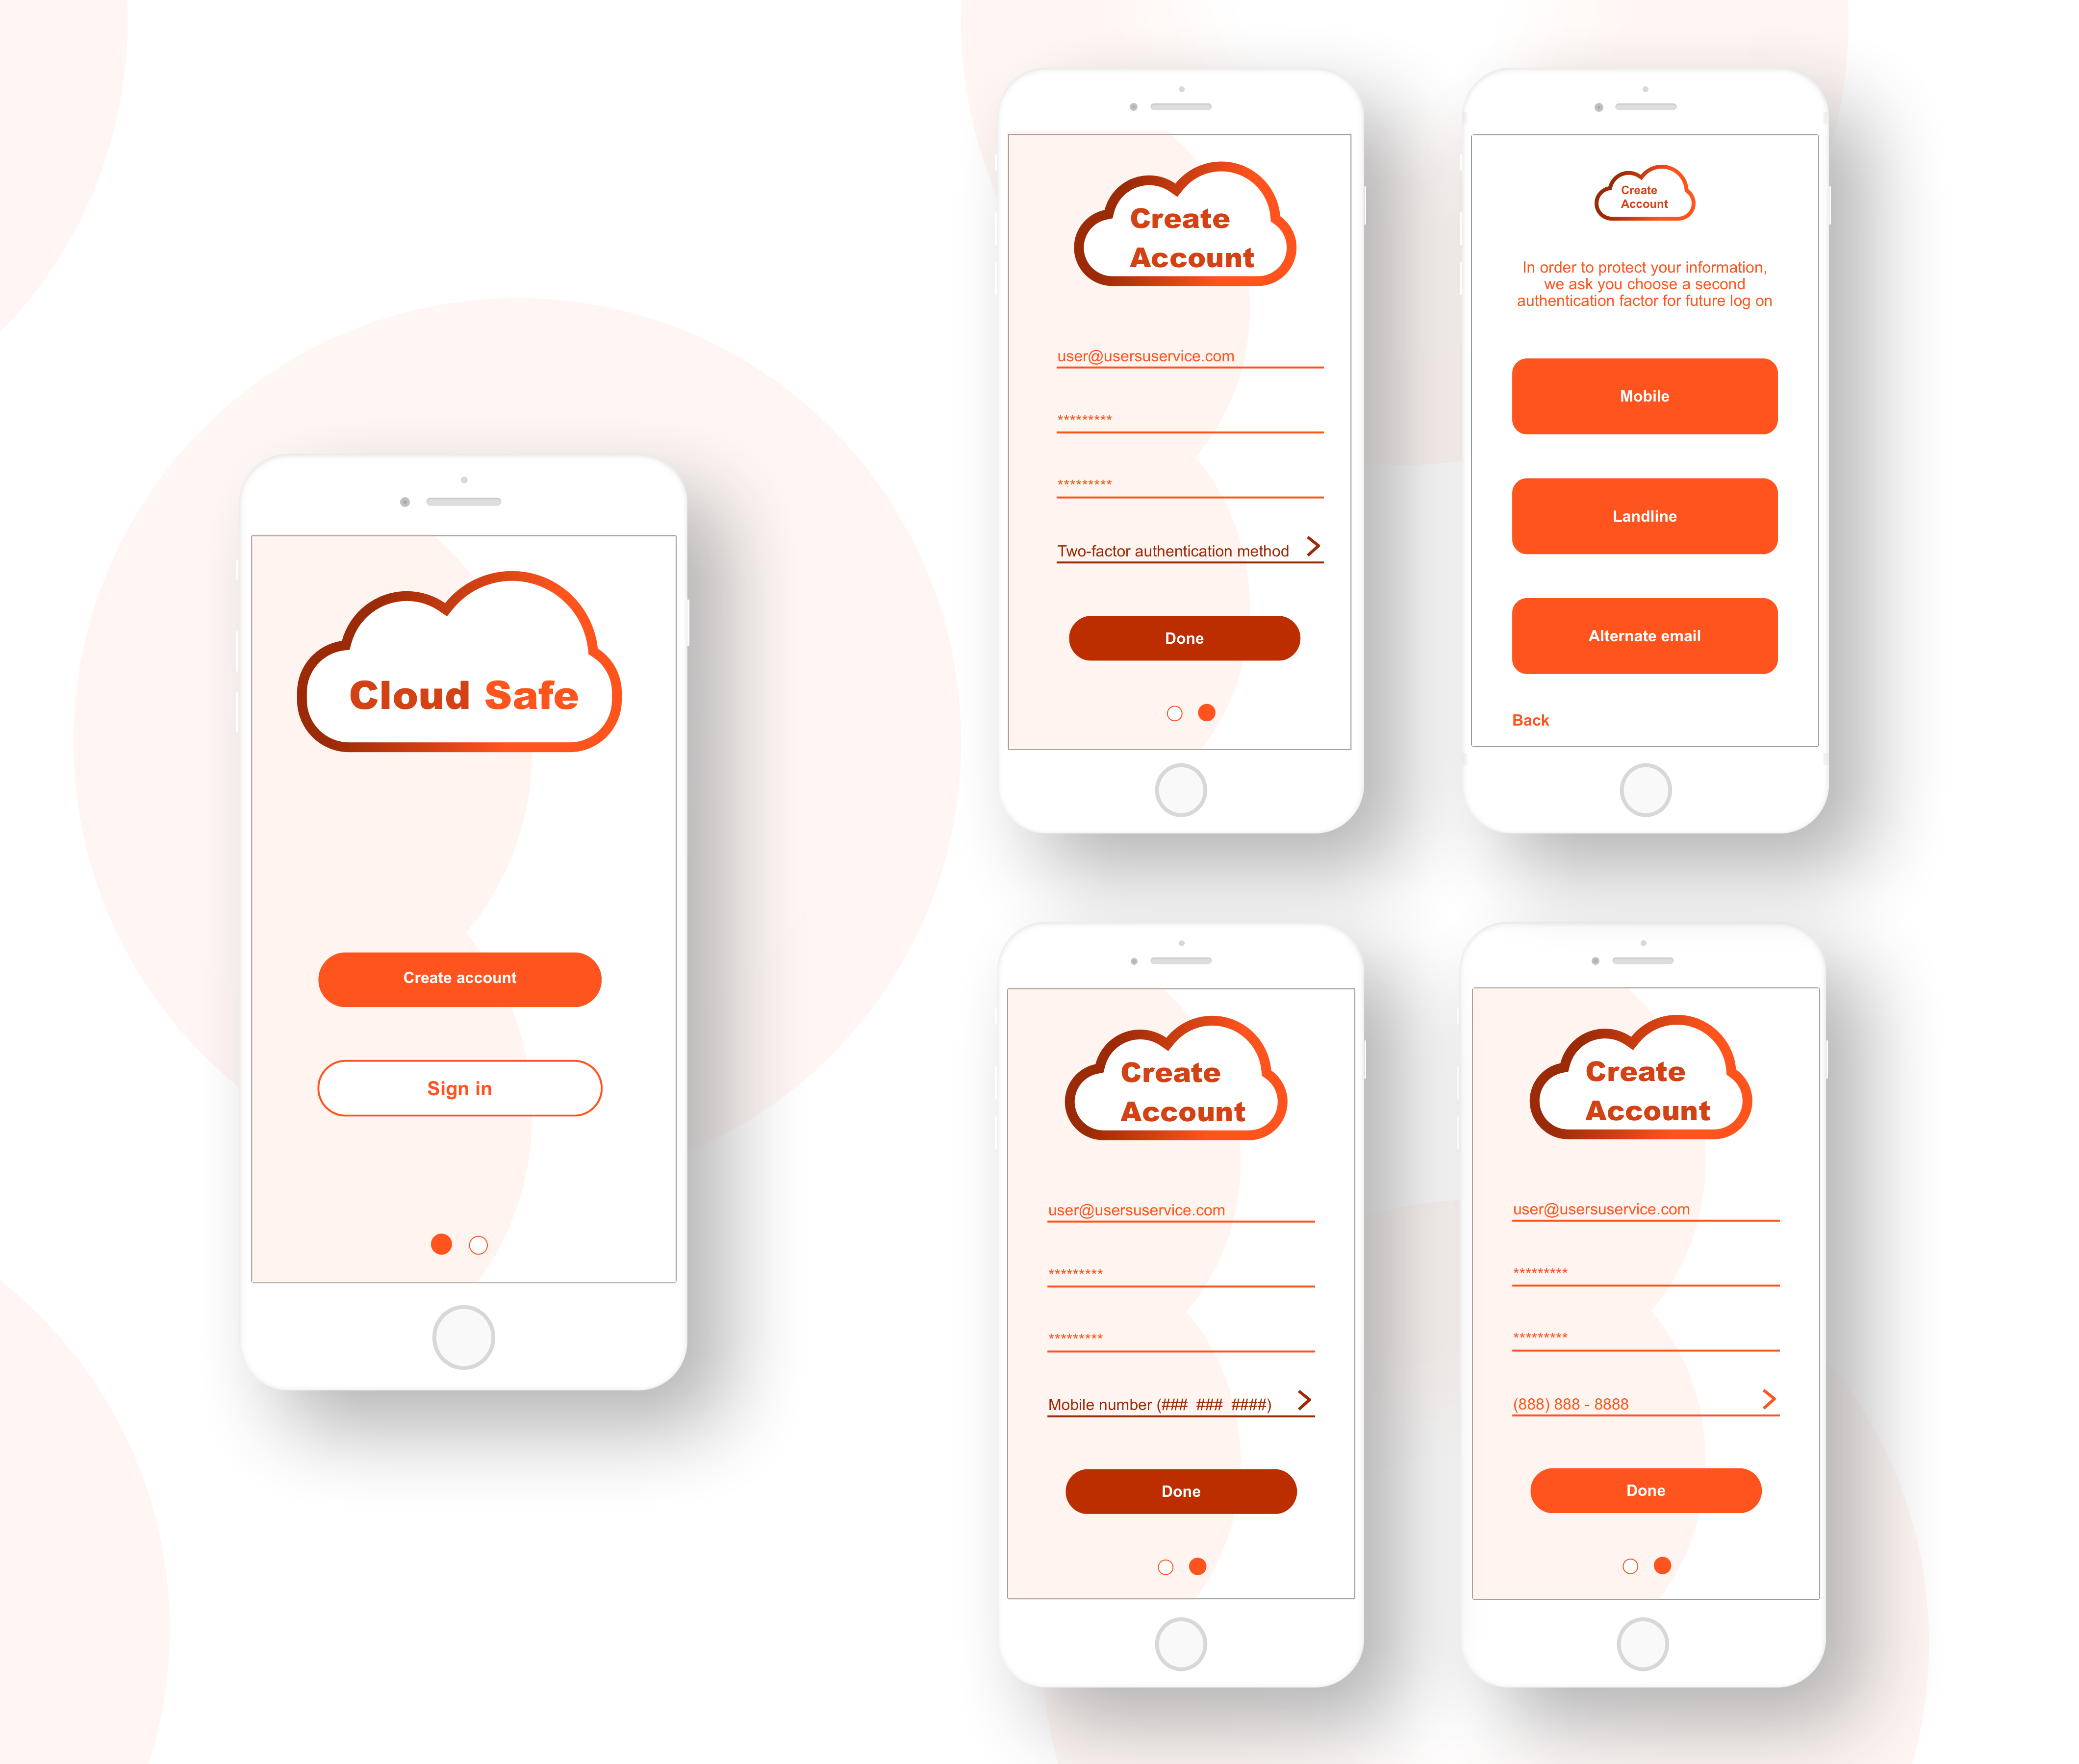 Cloud Safe
Create account
Sign in
Create
Account
user@usersuservice.com
*********
*********
Two-factor authentication method
Done
Create
Account
In order to protect your information,
we ask you choose a second
authentication factor for future log on
Mobile
Landline
Alternate email
Back
Create
Account
user@usersuservice.com
*********
*********
Mobile number (### ### ####)
Done
Create
Account
user@usersuservice.com
*********
*********
(888) 888 - 8888
Done